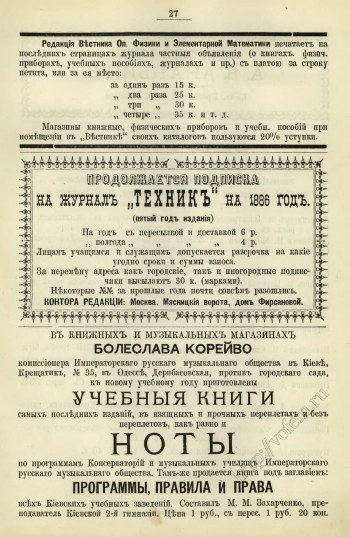 27
Редакція Вѣстника Оп. Физики и Элементарной Математики печатаетъ на
послѣднихъ страницахъ журнала частныя объявленія (о книгахъ, физич.
приборахъ, учебныхъ пособіяхъ, журналахъ и пр.) съ платою за строку
петита, или за ея мѣсто:
за одинъ разъ 15 к.
„ два раза 25 к.
„ три „ 30 к.
„ четыре „ 35 к. и т. д.
Магазины книжные, физическихъ приборовъ и учебн. пособій при
помѣщеніи въ „Вѣстникѣ“ своихъ каталоговъ пользуются 20% уступки.
ПРОДОЛЖАЕТСЯ ПОДПИСКА
НА ЖУРНАЛЪ „ТЕХНИКЪ“ НА 1886 ГОДЪ.
(пятый годъ изданія)
На годъ съ пересылкой и доставкой 6 р.
„ полгода „ „ „ „ 4 р.
Лицамъ учащимся и служащимъ допускается разсрочка на какіе
угодно сроки и суммы взноса.
За перемѣну адреса какъ городскіе, такъ и иногородные подпис-
чики высылаютъ 30 к. (марками).
Нѣкоторые №№ за прошлые года почти совсѣмъ разошлись.
КОНТОРА РЕДАКЦІИ: Москва. Мясницкія ворота, домъ Фирсановой.
ВЪ КНИЖНЫХЪ И МУЗЫКАЛЬНЫХЪ МАГАЗИНАХЪ
БОЛЕСЛАВА КОРЕЙВО
коммиссіонера Императорскаго русскаго музыкальнаго общества въ Кіевѣ,
Крещатикъ, № 35, въ Одессѣ, Дерибасовская, противъ городскаго сада,
къ новому учебному году приготовлены
УЧЕБНЫЯ КНИГИ
самыхъ послѣднихъ изданій, въ изящныхъ и прочныхъ переплетахъ и безъ
переплетовъ, какъ равно и
НОТЫ
по программамъ Консерваторій и музыкальныхъ училищъ Императорскаго
русскаго музыкальнаго общества. Тамъ-же продается книга подъ заглавіемъ:
ПРОГРАММЫ, ПРАВИЛА И ПРАВА
всѣхъ Кіевскихъ учебныхъ заведеній. Составилъ М. М. Захарченко, пре-
подаватель Кіевской 2-й гимназіи. Цѣна 1 руб., съ перес. 1 руб. 20 коп.